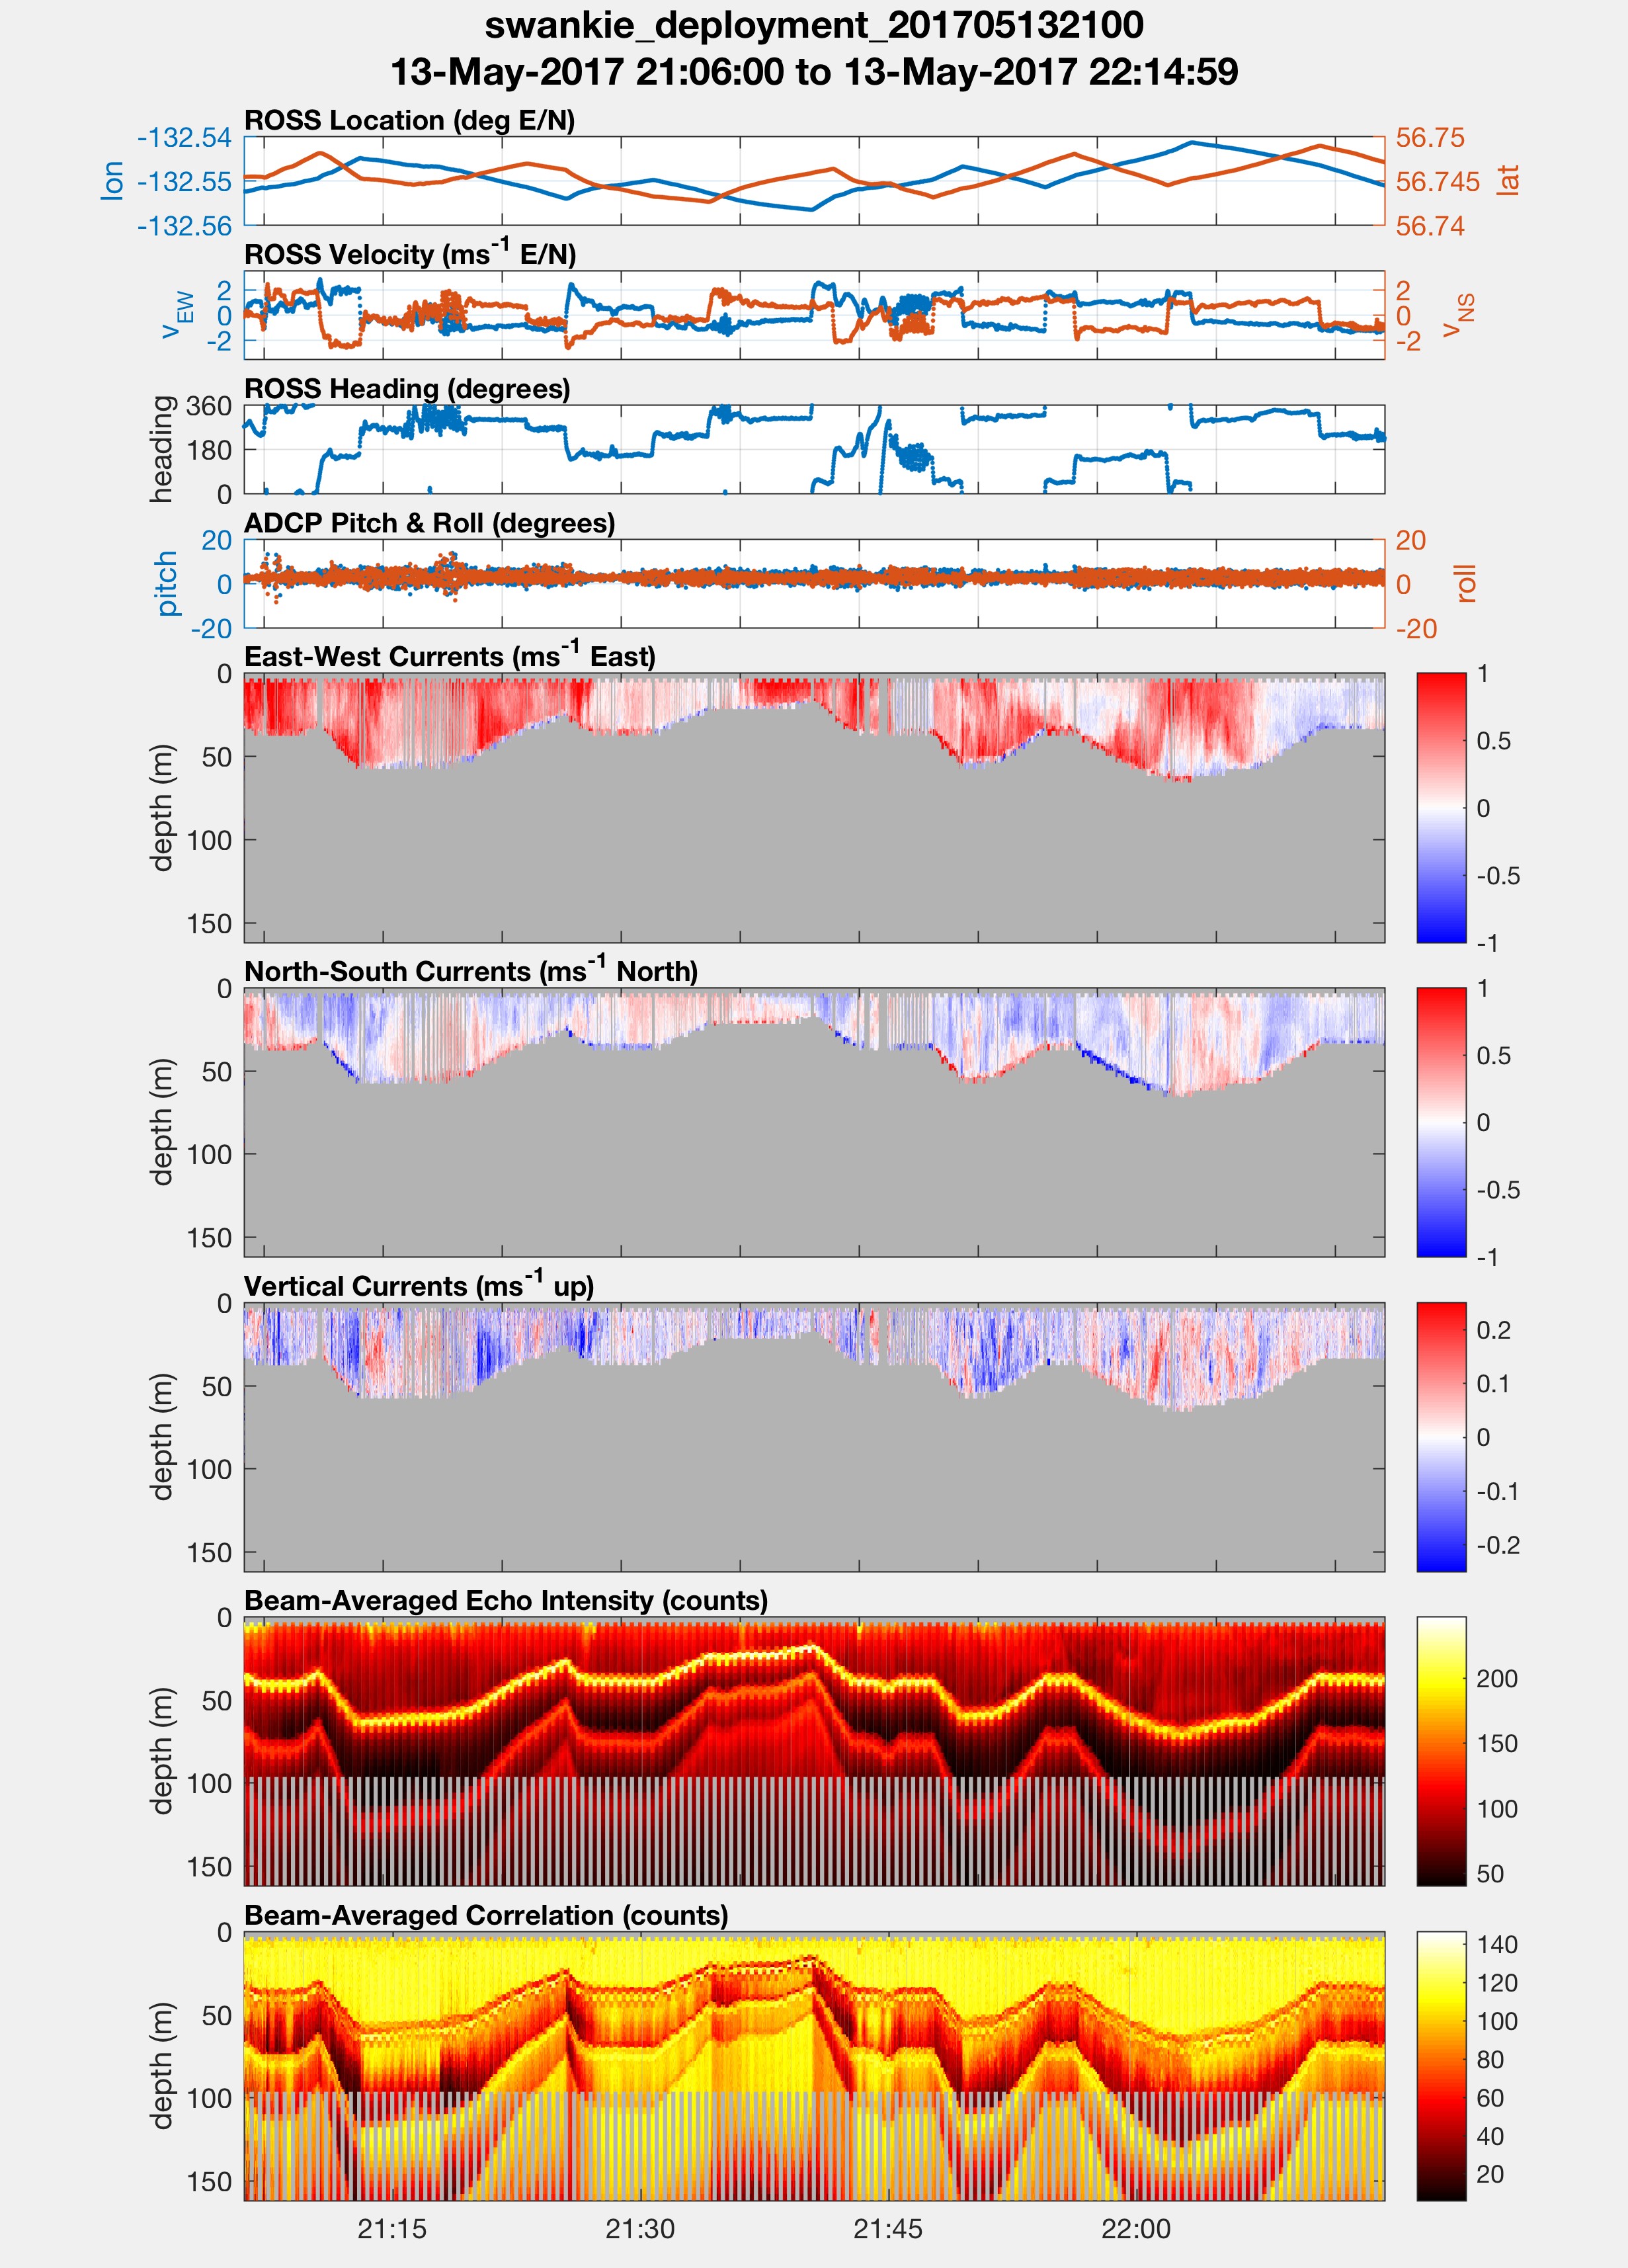 swankie_deployment_201705132100
13-May-2017 21:06:00 to 13-May-2017 22:14:59
ROSS Location (deg E/N)
-132.54
-132.55
-132.56
lon
56.75
56.745
56.74
lat
ROSS Velocity (ms-1 E/N)
2
0
-2
vEW
2
0
-2
vNS
ROSS Heading (degrees)
360
180
0
heading
ADCP Pitch & Roll (degrees)
20
0
-20
pitch
20
0
-20
roll
East-West Currents (ms-1 East)
0
50
100
150
depth (m)
1
0.5
0
-0.5
-1
North-South Currents (ms-1 North)
0
50
100
150
depth (m)
1
0.5
0
-0.5
-1
Vertical Currents (ms-1 up)
0
50
100
150
depth (m)
0.2
0.1
0
-0.1
-0.2
Beam-Averaged Echo Intensity (counts)
0
50
100
150
depth (m)
200
150
100
50
Beam-Averaged Correlation (counts)
0
50
100
150
depth (m)
140
120
100
80
60
40
20
21:15 21:30 21:45 22:00